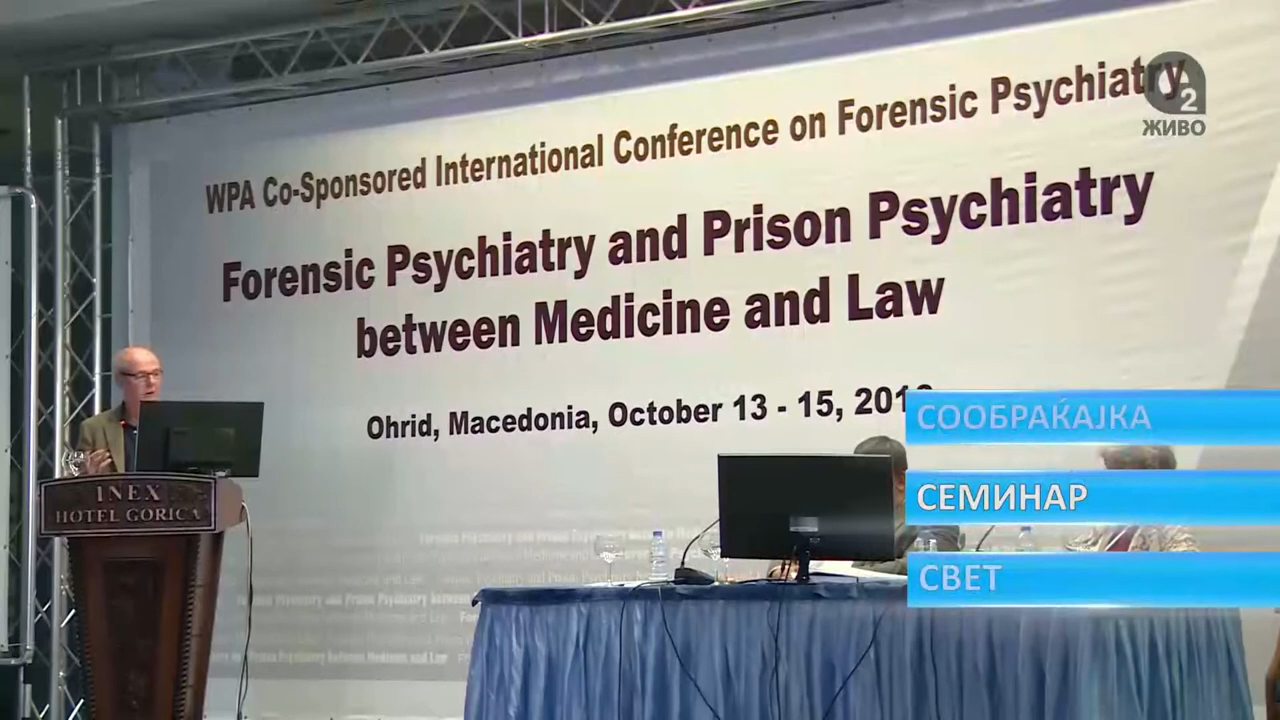 WPA Co-Sponsored International Conference on Forensic Psychiatry
Forensic Psychiatry and Prison Psychiatry
between Medicine and Law
Ohrid, Macedonia, October 13 - 15,
2
ЖИВО
СООБРАЌАЈКА
СЕМИНАР
СВЕТ
INEX
HOTEL GORICA